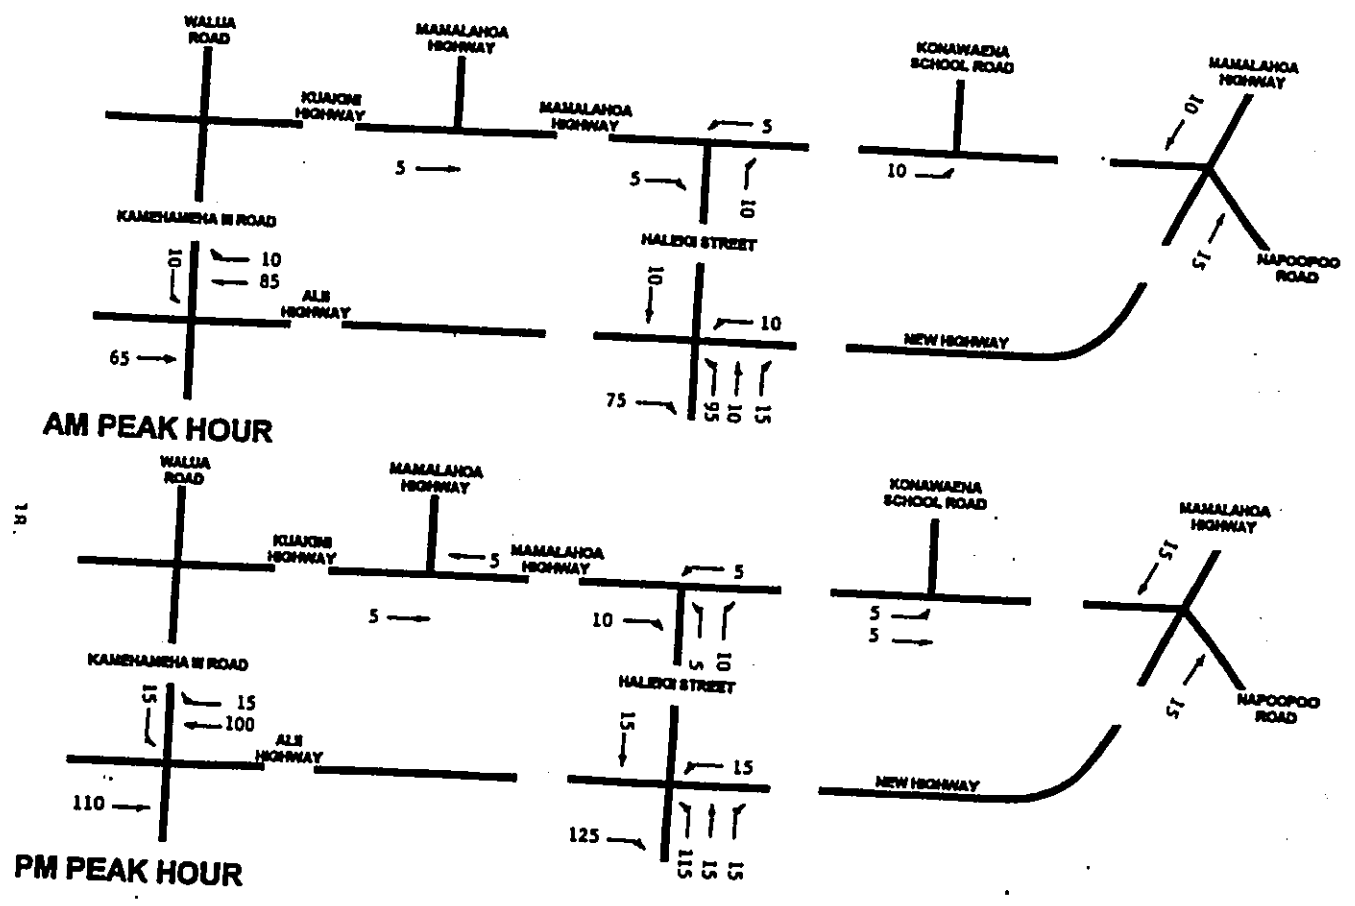 WALUA
ROAD
MAMALAHOA
HIGHWAY
KONAWAENA
SCHOOL ROAD
MAMALAHOA
HIGHWAY
KUAKINI
HIGHWAY
MAMALAHOA
HIGHWAY
5
10
5
5
10
10
KAMEHAMEHA III ROAD
HALEKII STREET
15
NAPOOPOO
ROAD
10
10
85
10
ALII
HIGHWAY
10
NEW HIGHWAY
65
75
95
10
15
AM PEAK HOUR
WALUA
ROAD
MAMALAHOA
HIGHWAY
KONAWAENA
SCHOOL ROAD
MAMALAHOA
HIGHWAY
KUAKINI
HIGHWAY
5
MAMALAHOA
HIGHWAY
5
15
5
10
5
5
5
10
KAMEHAMEHA III ROAD
HALEKII STREET
15
NAPOOPOO
ROAD
15
15
100
15
ALII
HIGHWAY
15
NEW HIGHWAY
110
125
115
15
15
PM PEAK HOUR